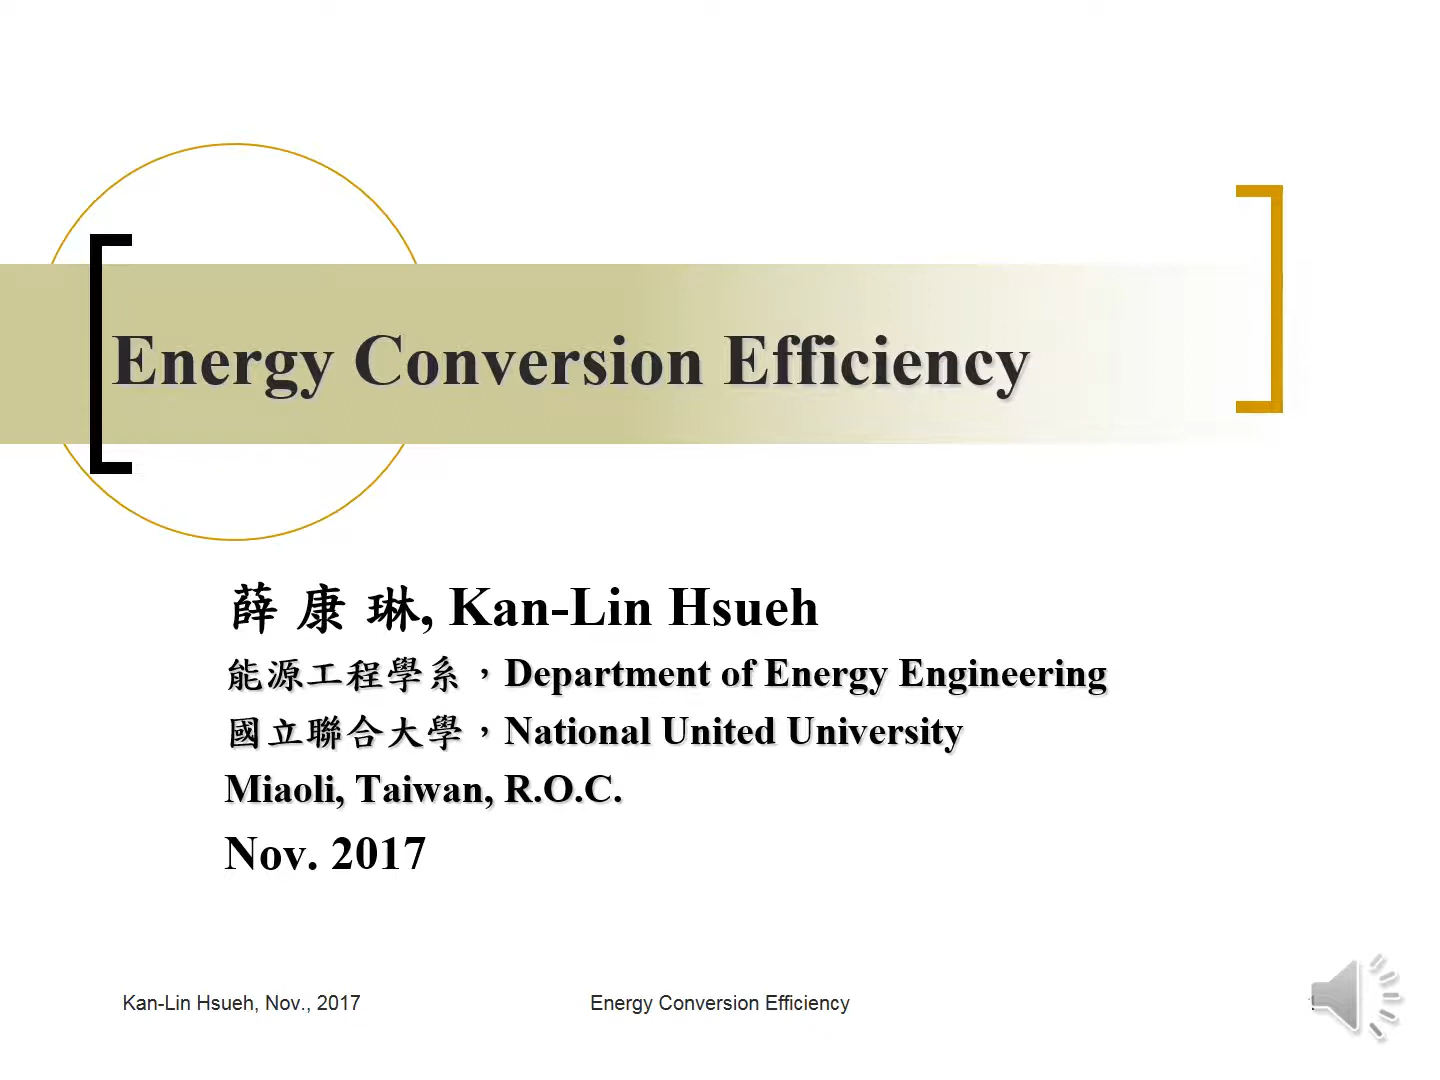 Energy Conversion Efficiency
薛 康 琳, Kan-Lin Hsueh
能源工程學系，Department of Energy Engineering
國立聯合大學，National United University
Miaoli, Taiwan, R.O.C.
Nov. 2017
Kan-Lin Hsueh, Nov., 2017
Energy Conversion Efficiency